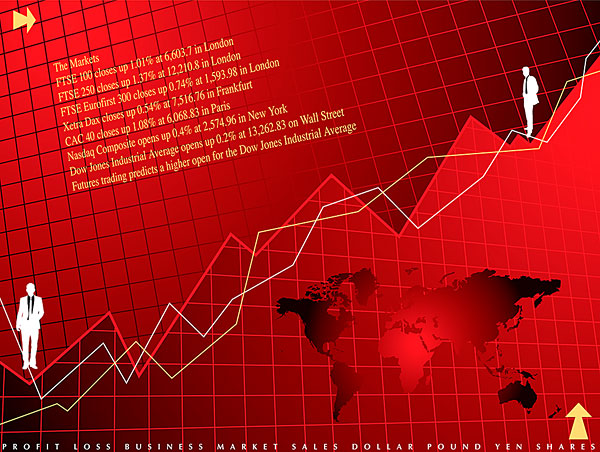 The Markets
FTSE 100 closes up 1.01% at 6,603.7 in London
FTSE 250 closes up 1.37% at 12,210.8 in London
FTSE Eurofirst 300 closes up 0.74% at 1,593.98 in London
Xetra Dax closes up 0.54% at 7,516.76 in Frankfurt
CAC 40 closes up 1.08% at 6.068.83 in Paris
Nasdaq Composite opens up 0.4% at 2,574.96 in New York
Dow Jones Industrial Average opens up 0.2% at 13,262.83 on Wall Street
Futures trading predicts a higher open for the Dow Jones Industrial Average
PROFIT LOSS BUSINESS MARKET SALES DOLLAR POUND YEN SHARES